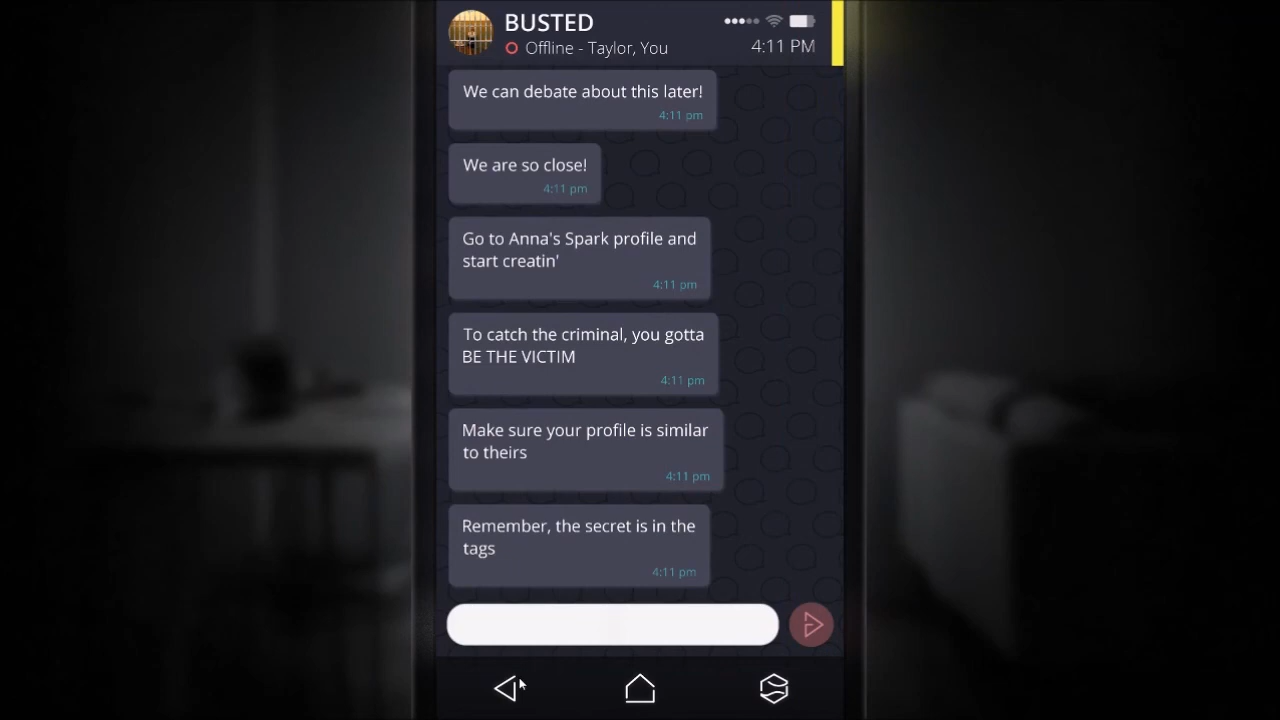 BUSTED
Offline - Taylor, You
4:11 PM
We can debate about this later!
4:11 pm
We are so close!
4:11 pm
Go to Anna's Spark profile and
start creatin'
4:11 pm
To catch the criminal, you gotta
BE THE VICTIM
4:11 pm
Make sure your profile is similar
to theirs
4:11 pm
Remember, the secret is in the
tags
4:11 pm